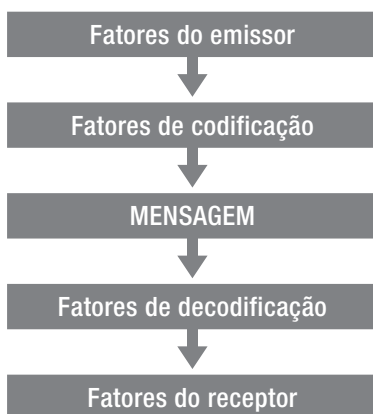 Fatores do emissor
Fatores de codificação
MENSAGEM
Fatores de decodificação
Fatores do receptor